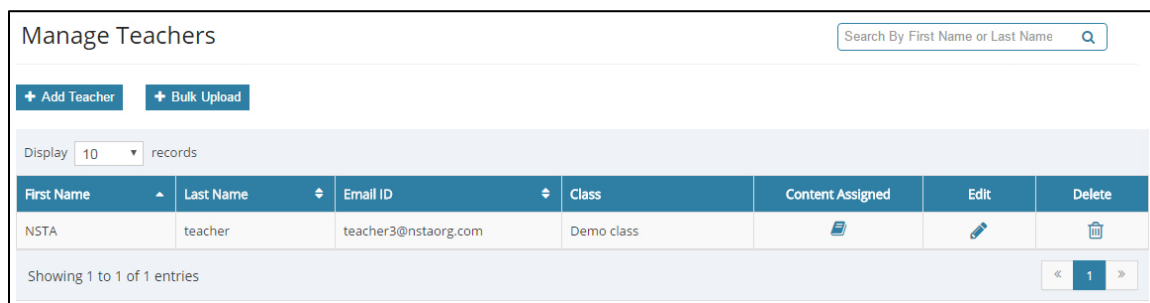 Manage Teachers
Search By First Name or Last Name
+ Add Teacher + Bulk Upload
Display 10 records
First Name Last Name Email ID Class Content Assigned Edit Delete
NSTA teacher teacher3@nstaorg.com Demo class
Showing 1 to 1 of 1 entries « 1 »